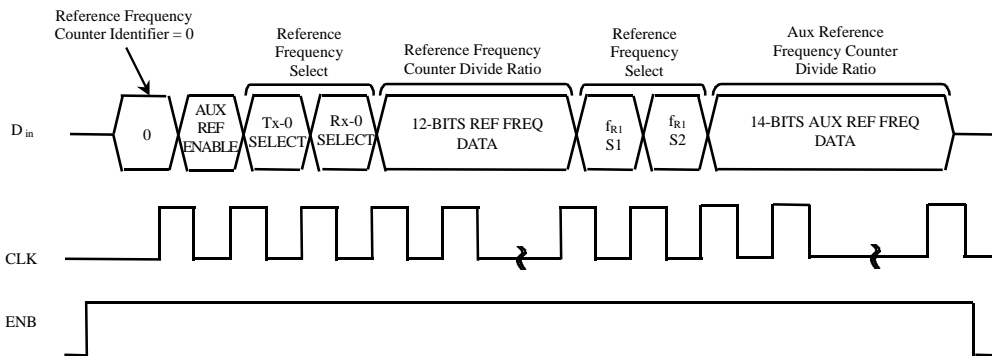 Reference Frequency
Counter Identifier = 0
Reference
Frequency
Select
Reference Frequency
Counter Divide Ratio
Reference
Frequency
Select
Aux Reference
Frequency Counter
Divide Ratio
D in
0
AUX
REF
ENABLE
Tx-0
SELECT
Rx-0
SELECT
12-BITS REF FREQ
DATA
fR1
S1
fR1
S2
14-BITS AUX REF FREQ
DATA
CLK
ENB